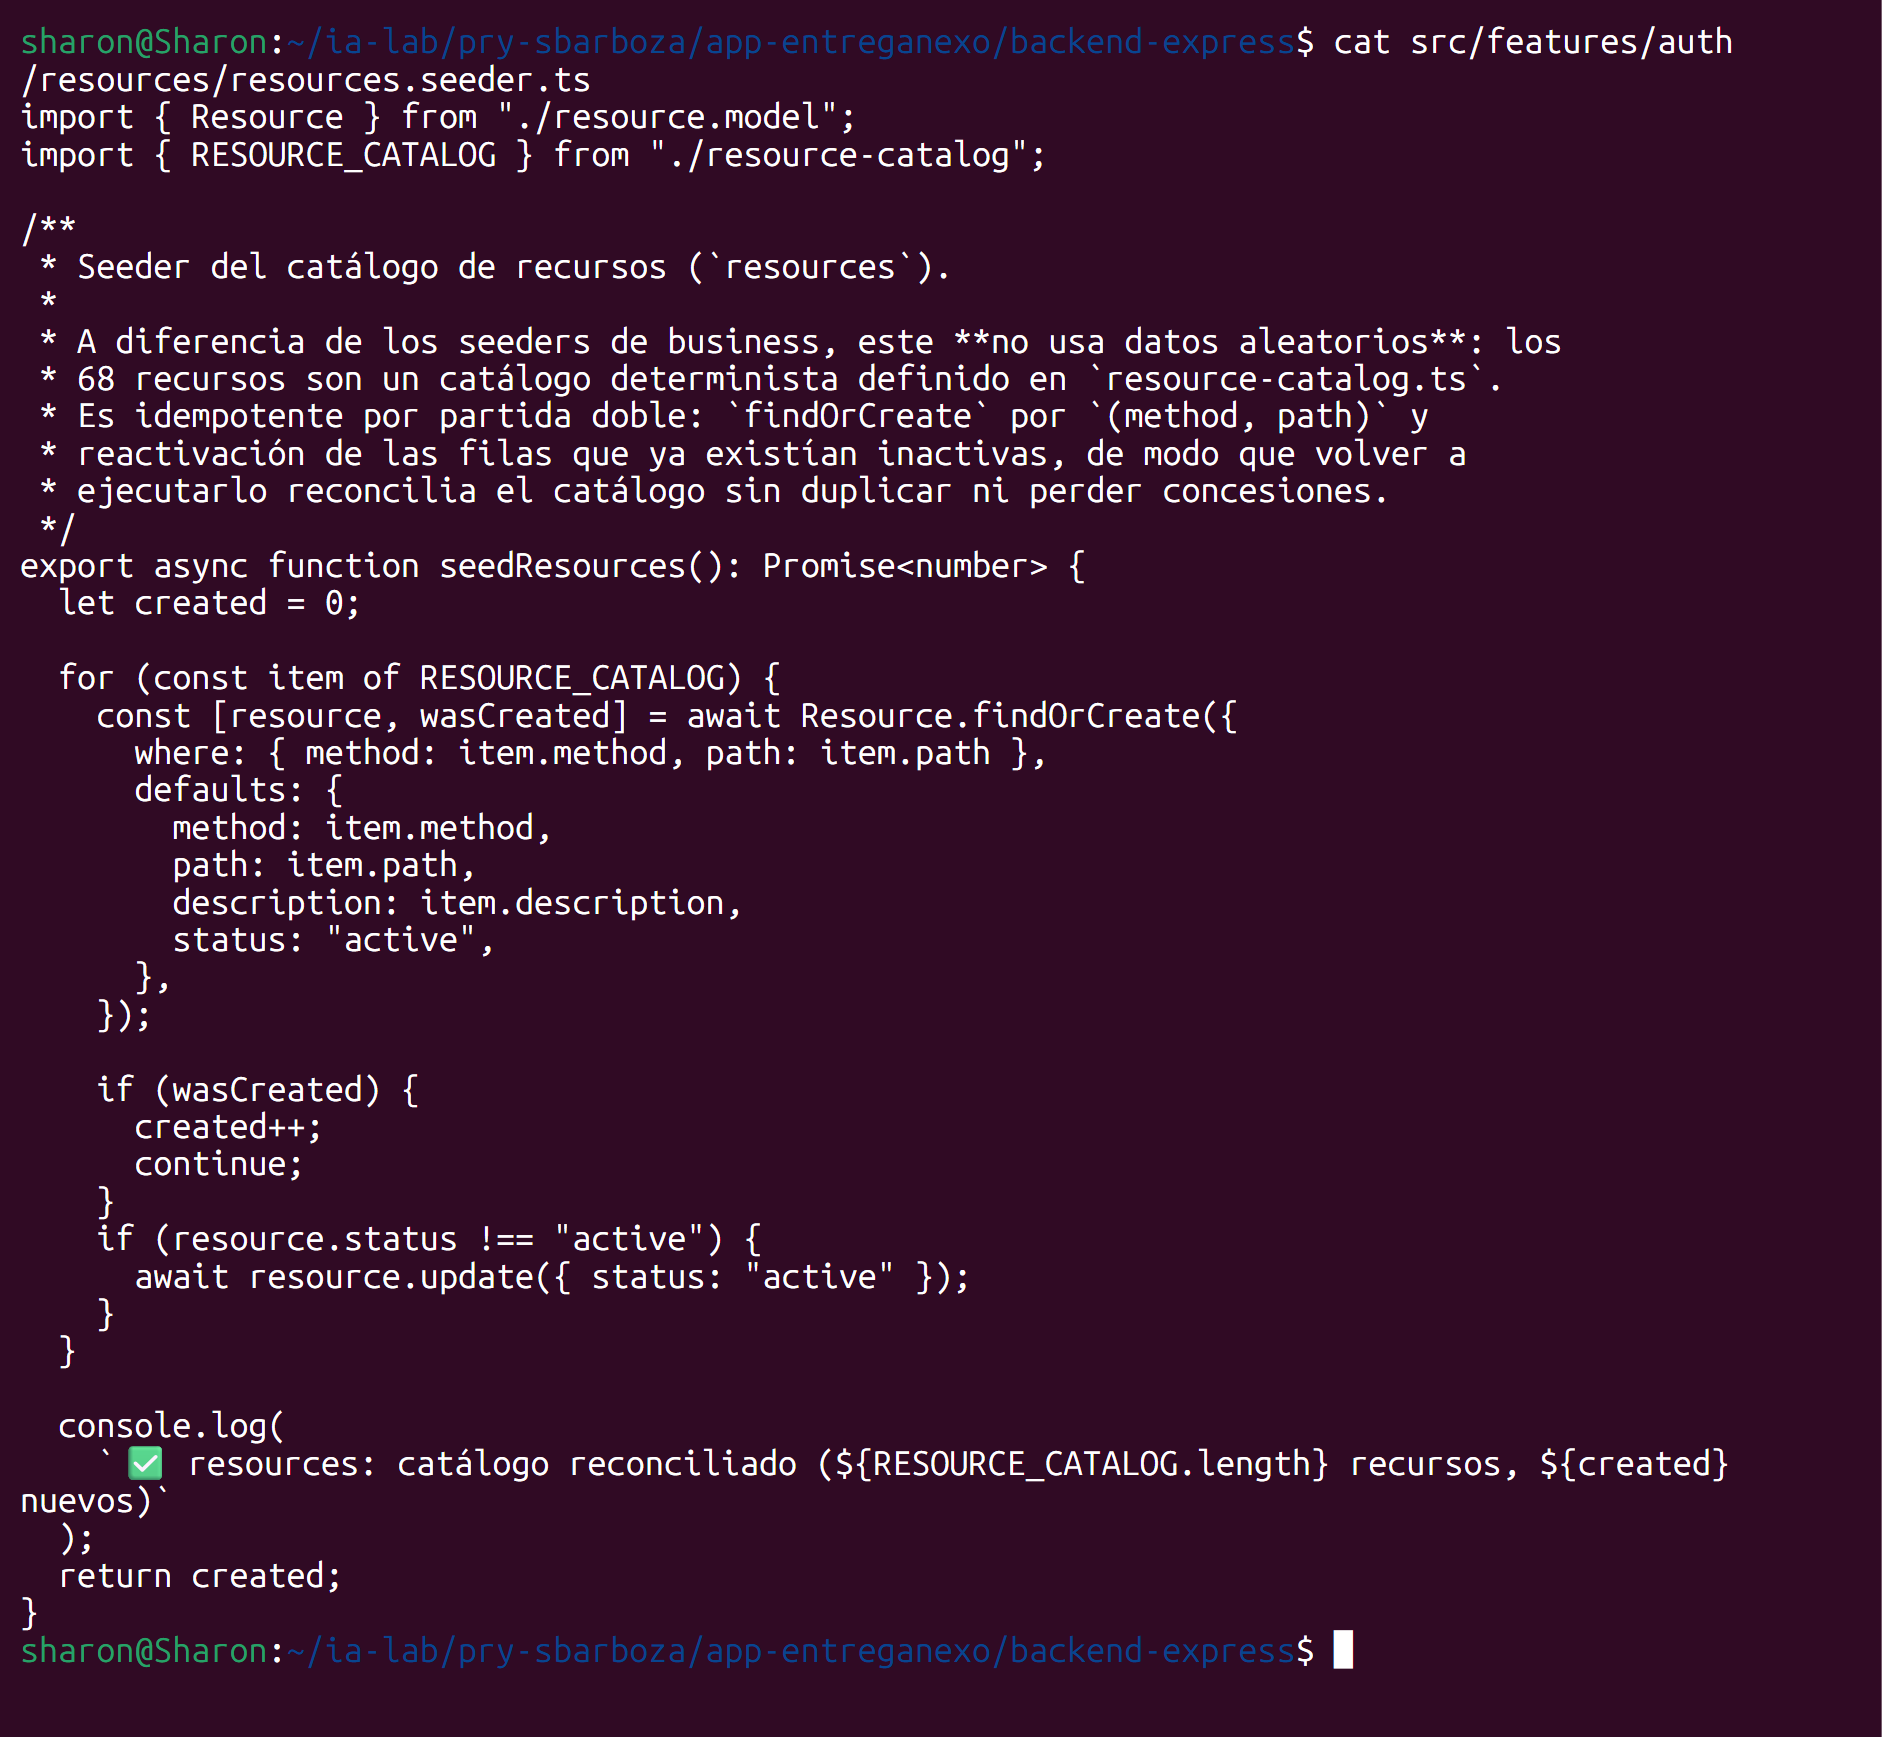 sharon@Sharon:~/ia-lab/pry-sbarboza/app-entreganexo/backend-express$ cat src/features/auth
/resources/resources.seeder.ts
import { Resource } from "./resource.model";
import { RESOURCE_CATALOG } from "./resource-catalog";

/**
 * Seeder del catálogo de recursos (`resources`).
 *
 * A diferencia de los seeders de business, este **no usa datos aleatorios**: los
 * 68 recursos son un catálogo determinista definido en `resource-catalog.ts`.
 * Es idempotente por partida doble: `findOrCreate` por `(method, path)` y
 * reactivación de las filas que ya existían inactivas, de modo que volver a
 * ejecutarlo reconcilia el catálogo sin duplicar ni perder concesiones.
 */
export async function seedResources(): Promise<number> {
  let created = 0;

  for (const item of RESOURCE_CATALOG) {
    const [resource, wasCreated] = await Resource.findOrCreate({
      where: { method: item.method, path: item.path },
      defaults: {
        method: item.method,
        path: item.path,
        description: item.description,
        status: "active",
      },
    });

    if (wasCreated) {
      created++;
      continue;
    }
    if (resource.status !== "active") {
      await resource.update({ status: "active" });
    }
  }

  console.log(
    `✅ resources: catálogo reconciliado (${RESOURCE_CATALOG.length} recursos, ${created}
nuevos)`
  );
  return created;
}
sharon@Sharon:~/ia-lab/pry-sbarboza/app-entreganexo/backend-express$